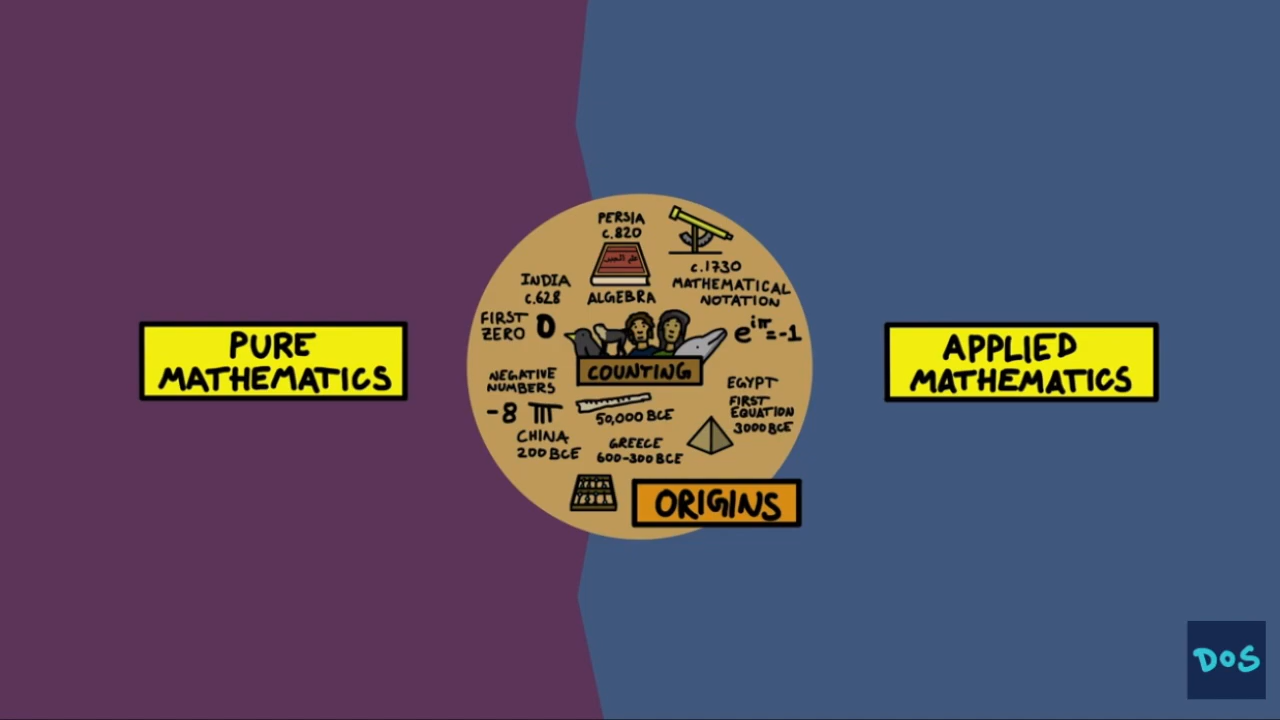 PERSIA
c.820
ALGEBRA
c.1730
MATHEMATICAL
NOTATION
e^iπ=-1
INDIA
c.628
FIRST
ZERO 0
COUNTING
NEGATIVE
NUMBERS
-8
CHINA
200 BCE
50,000 BCE
GREECE
600-300 BCE
EGYPT
FIRST
EQUATION
3000 BCE
ORIGINS
PURE
MATHEMATICS
APPLIED
MATHEMATICS
DOS